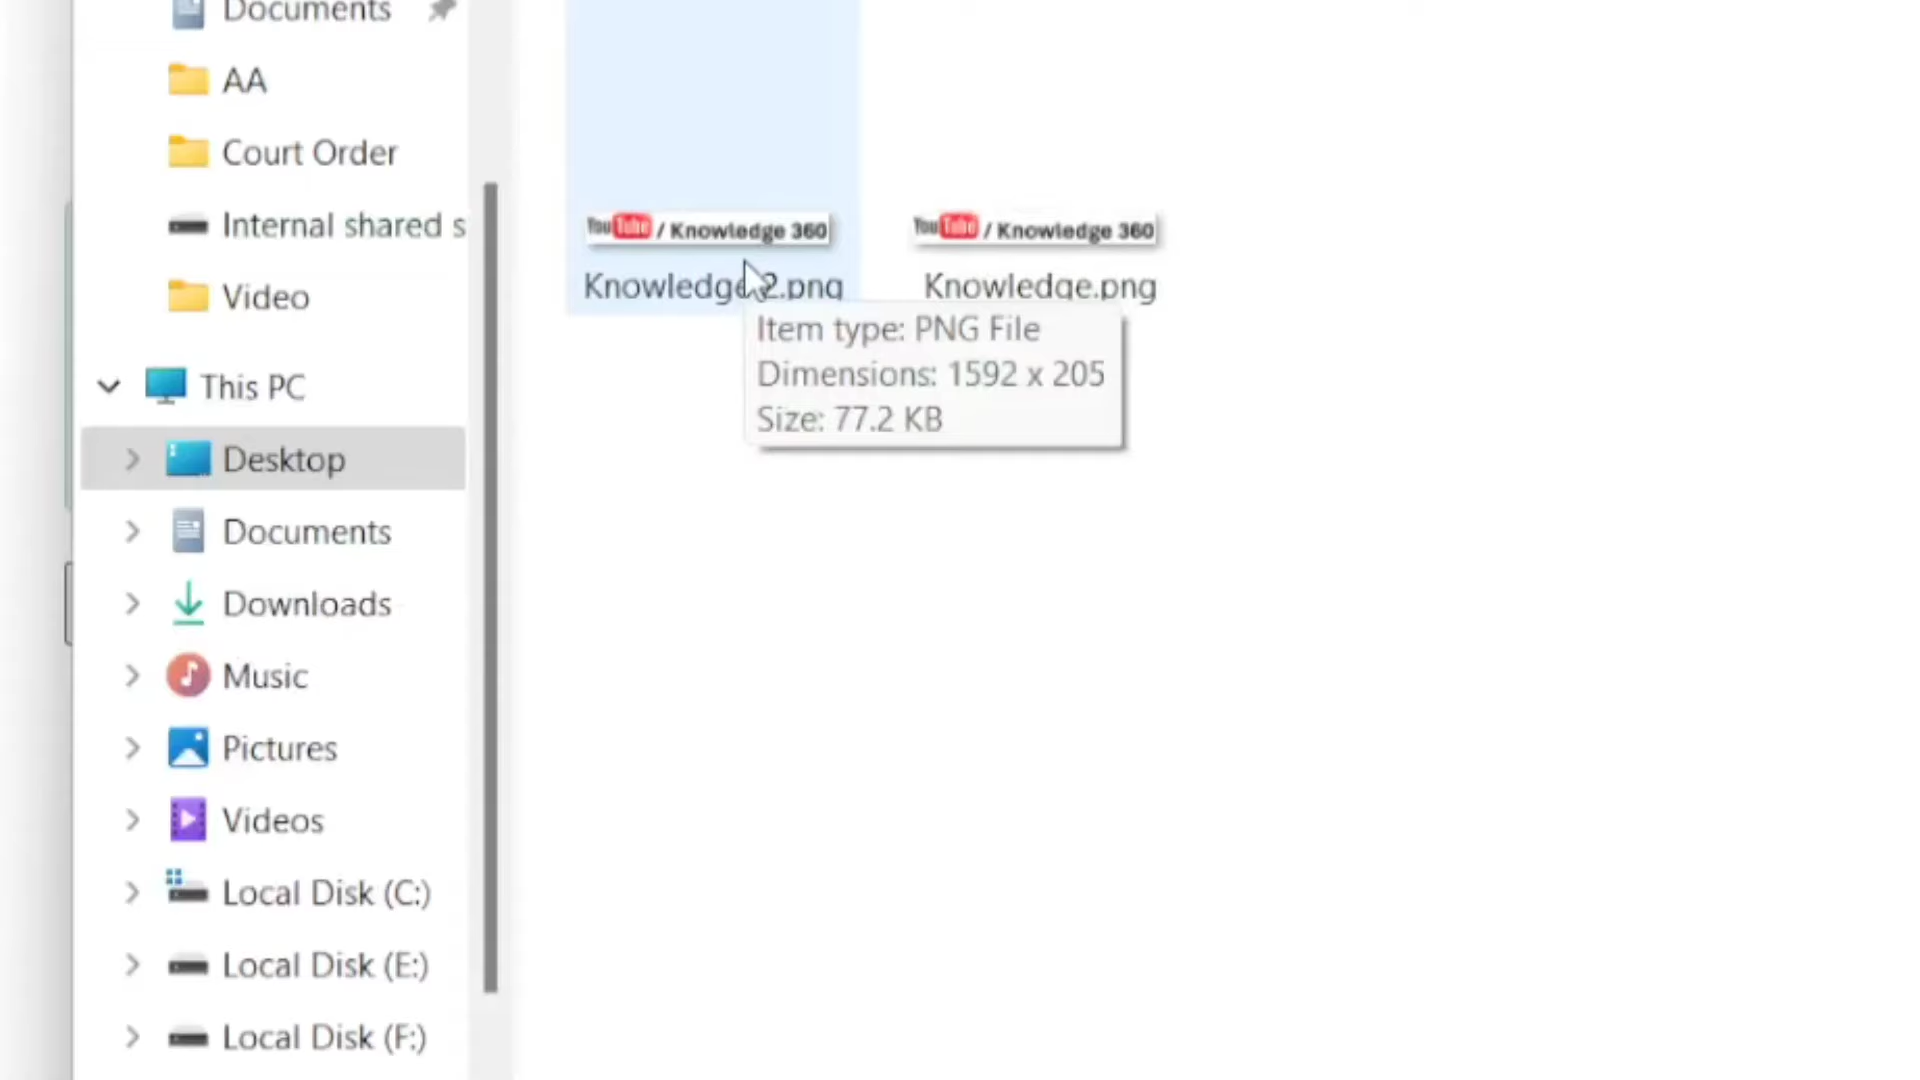 Documents
AA
Court Order
Internal shared s
Video
This PC
Desktop
Documents
Downloads
Music
Pictures
Videos
Local Disk (C:)
Local Disk (E:)
Local Disk (F:)
YouTube / Knowledge 360
Knowledge 2.png
YouTube / Knowledge 360
Knowledge.png
Item type: PNG File
Dimensions: 1592 x 205
Size: 77.2 KB